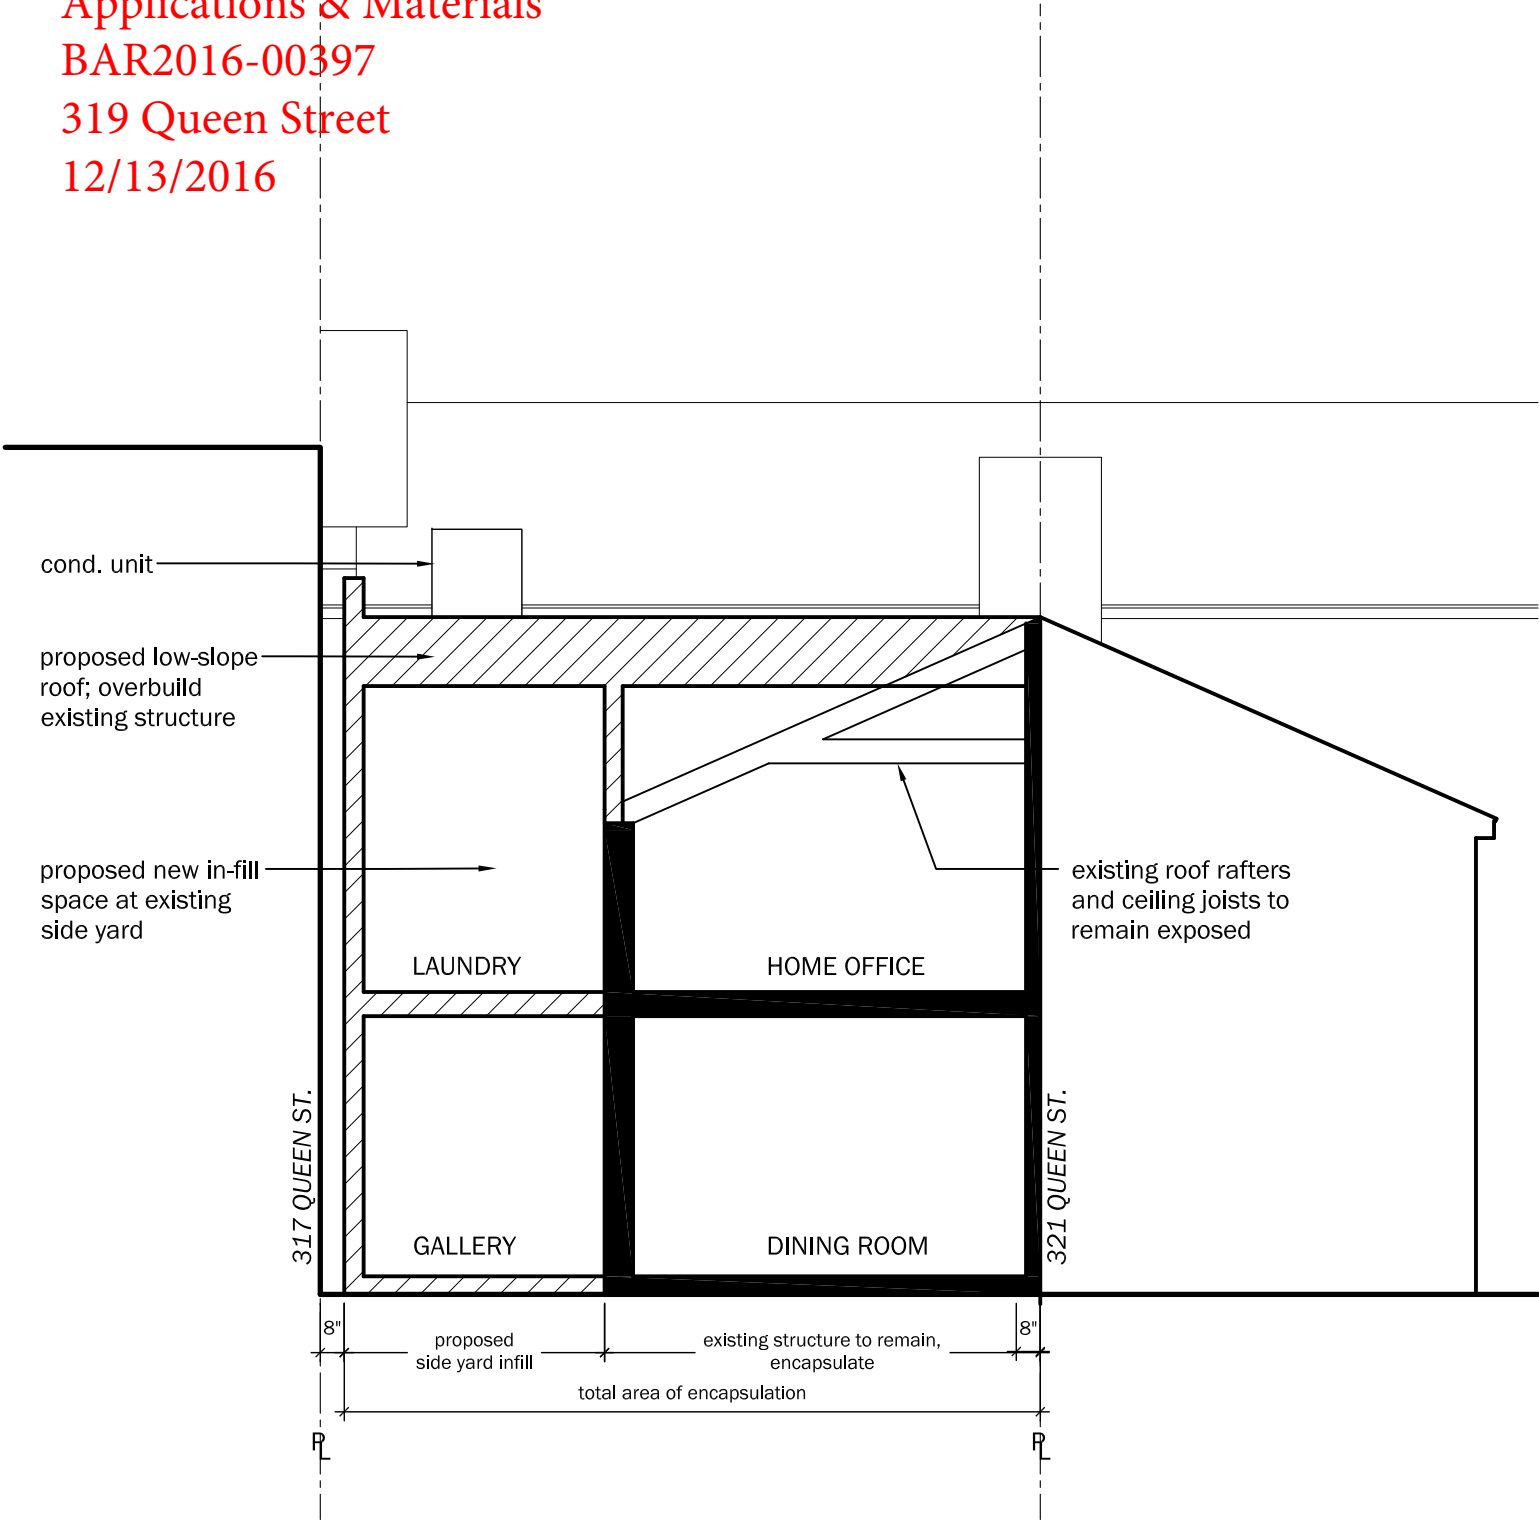 Applications & Materials
BAR2016-00397
319 Queen Street
12/13/2016
cond. unit
proposed low-slope
roof; overbuild
existing structure
proposed new in-fill
space at existing
side yard
existing roof rafters
and ceiling joists to
remain exposed
LAUNDRY
HOME OFFICE
GALLERY
DINING ROOM
317 QUEEN ST.
321 QUEEN ST.
8"
proposed
side yard infill
existing structure to remain,
encapsulate
8"
total area of encapsulation
PL
PL